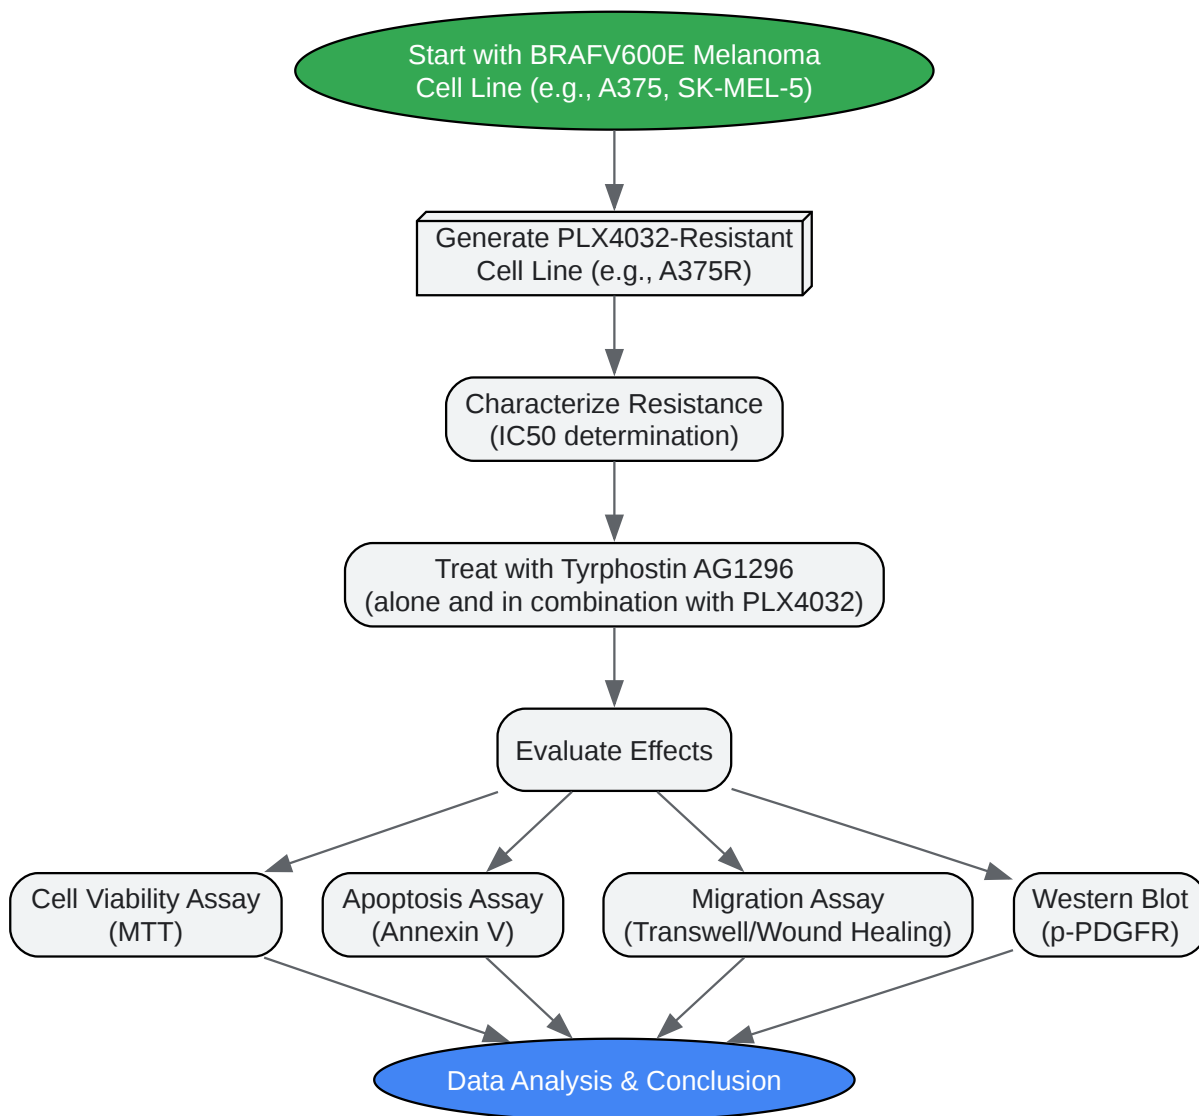 Start with BRAFV600E Melanoma
Cell Line (e.g., A375, SK-MEL-5)
Generate PLX4032-Resistant
Cell Line (e.g., A375R)
Characterize Resistance
(IC50 determination)
Treat with Tyrphostin AG1296
(alone and in combination with PLX4032)
Evaluate Effects
Cell Viability Assay
(MTT)
Apoptosis Assay
(Annexin V)
Migration Assay
(Transwell/Wound Healing)
Western Blot
(p-PDGFR)
Data Analysis & Conclusion